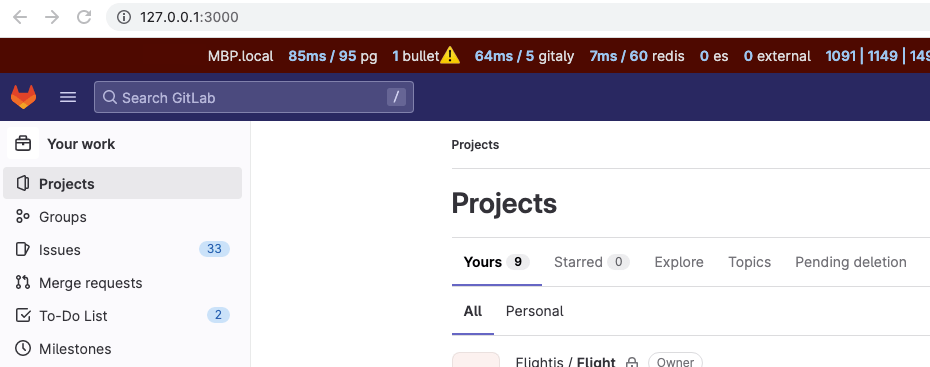 127.0.0.1:3000
MBP.local 85ms / 95 pg 1 bullet⚠️ 64ms / 5 gitaly 7ms / 60 redis 0 es 0 external 1091 | 1149 | 149
Search GitLab /
Your work
Projects
Groups
Issues 33
Merge requests
To-Do List 2
Milestones
Projects
Projects
Yours 9 Starred 0 Explore Topics Pending deletion
All Personal
Flightjs / Flight Owner